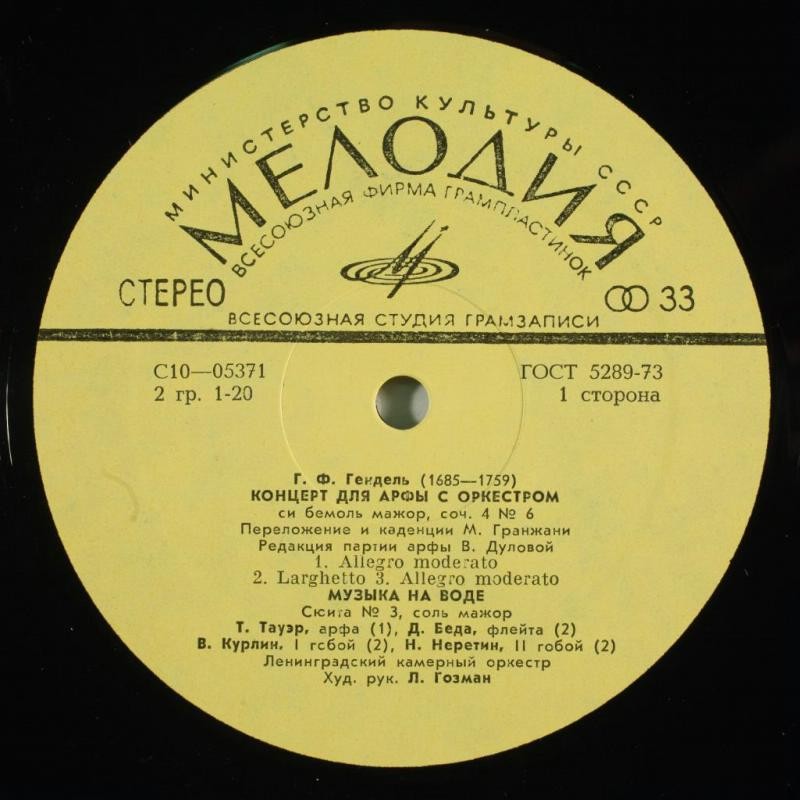 МИНИСТЕРСТВО КУЛЬТУРЫ СССР
МЕЛОДИЯ
ВСЕСОЮЗНАЯ ФИРМА ГРАМПЛАСТИНОК
СТЕРЕО
33
ВСЕСОЮЗНАЯ СТУДИЯ ГРАМЗАПИСИ
С10—05371 ГОСТ 5289-73
2 гр. 1-20 1 сторона
Г. Ф. Гендель (1685—1759)
КОНЦЕРТ ДЛЯ АРФЫ С ОРКЕСТРОМ
си бемоль мажор, соч. 4 № 6
Переложение и каденции М. Гранжани
Редакция партии арфы В. Дуловой
1. Allegro moderato
2. Larghetto 3. Allegro moderato
МУЗЫКА НА ВОДЕ
Сюита № 3, соль мажор
Т. Тауэр, арфа (1), Д. Беда, флейта (2)
В. Курлин, I гобой (2), Н. Неретин, II гобой (2)
Ленинградский камерный оркестр
Худ. рук. Л. Гозман